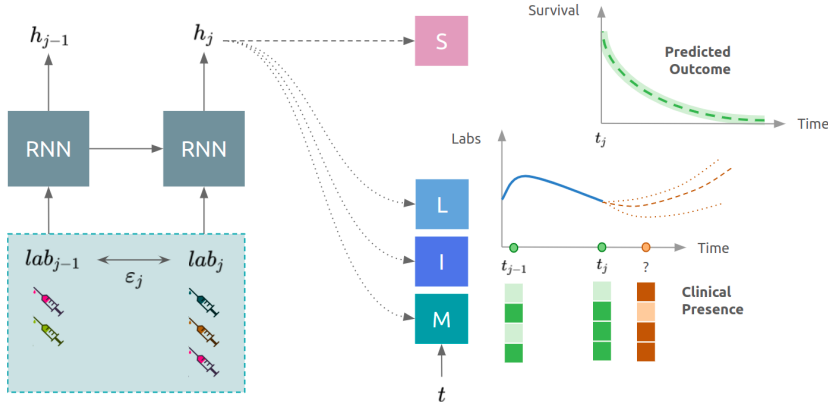 h_{j-1}
h_j
RNN
RNN
lab_{j-1}
lab_j
ε_j
S
L
I
M
t
Survival
Predicted
Outcome
Time
t_j
Labs
Time
t_{j-1}
t_j
?
Clinical
Presence